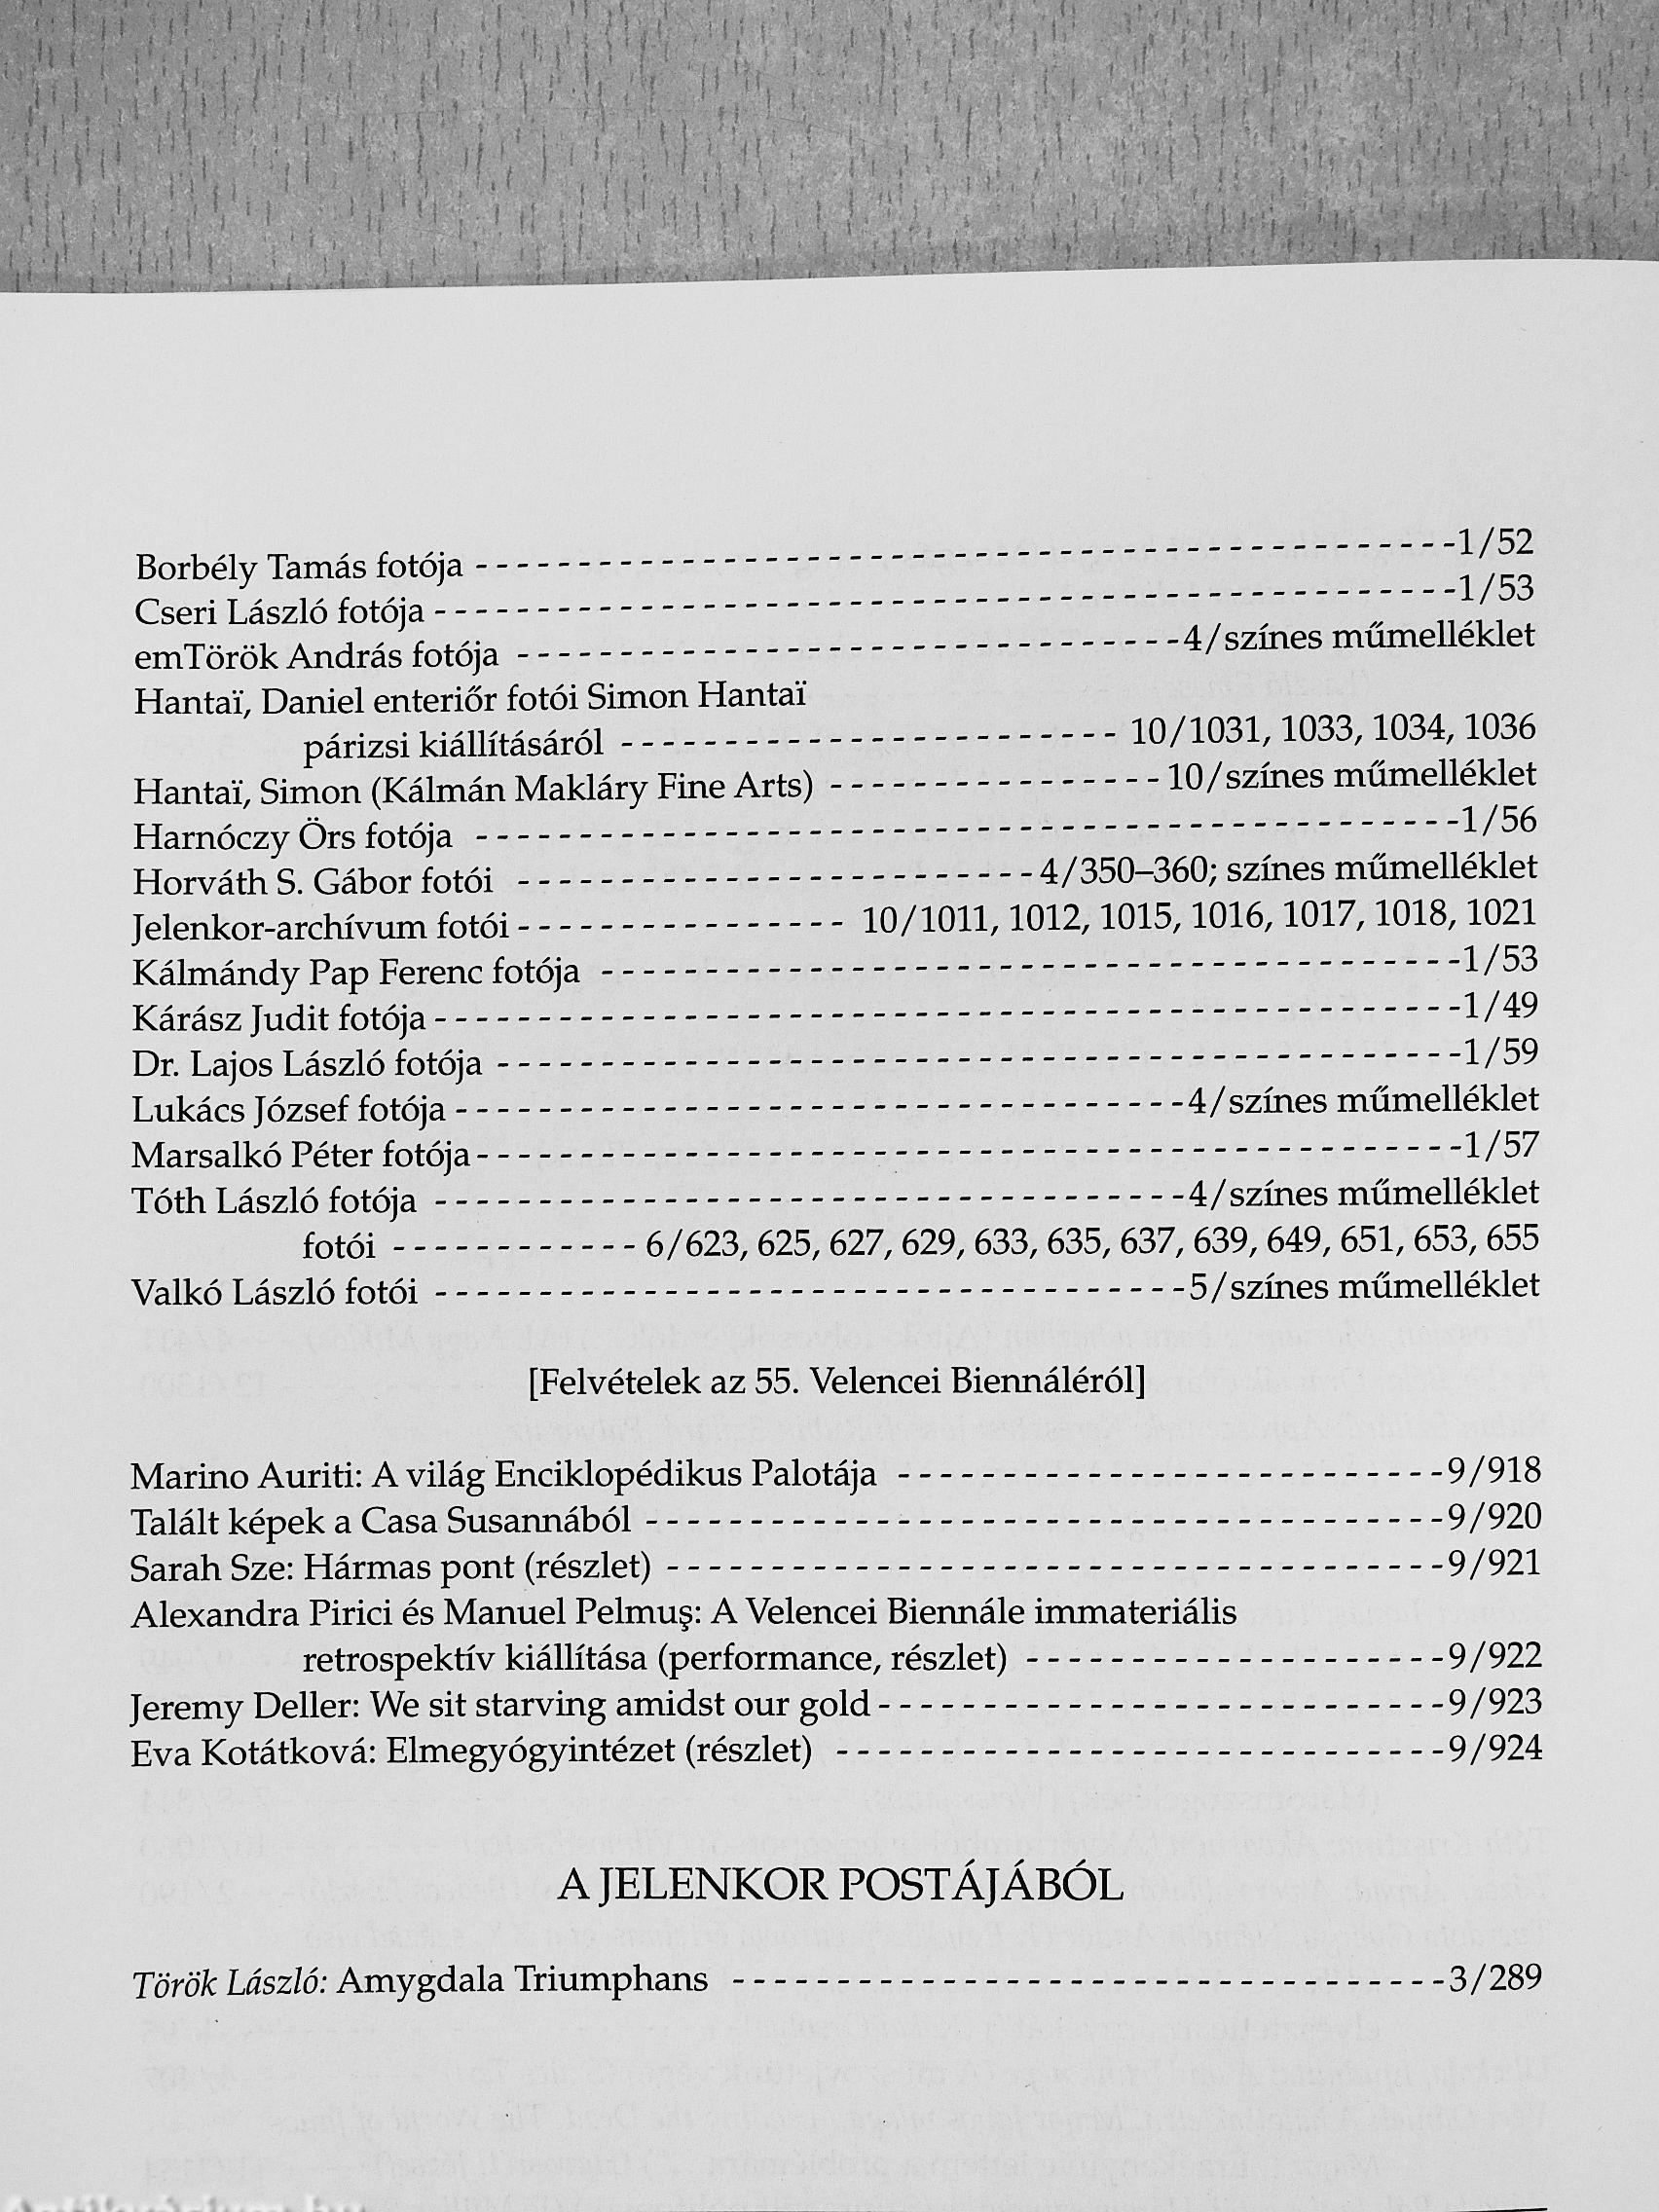 Borbély Tamás fotója - - - - - - - - - - - - - - - - - - - - - - - - - - - - - - - - - - - - - - - -1/52
Cseri László fotója - - - - - - - - - - - - - - - - - - - - - - - - - - - - - - - - - - - - - - - - - -1/53
emTörök András fotója - - - - - - - - - - - - - - - - - - - - - - - - - - - -4/színes műmelléklet
Hantaï, Daniel enteriőr fotói Simon Hantaï
párizsi kiállításáról - - - - - - - - - - - - - - - - - - - - - 10/1031, 1033, 1034, 1036
Hantaï, Simon (Kálmán Makláry Fine Arts) - - - - - - - - - - - - - - 10/színes műmelléklet
Harnóczy Örs fotója - - - - - - - - - - - - - - - - - - - - - - - - - - - - - - - - - - - - - - - -1/56
Horváth S. Gábor fotói - - - - - - - - - - - - - - - - - - - - - - 4/350–360; színes műmelléklet
Jelenkor-archívum fotói - - - - - - - - - - - - - - 10/1011, 1012, 1015, 1016, 1017, 1018, 1021
Kálmándy Pap Ferenc fotója - - - - - - - - - - - - - - - - - - - - - - - - - - - - - - - - - - -1/53
Kárász Judit fotója - - - - - - - - - - - - - - - - - - - - - - - - - - - - - - - - - - - - - - - - - -1/49
Dr. Lajos László fotója - - - - - - - - - - - - - - - - - - - - - - - - - - - - - - - - - - - - - - -1/59
Lukács József fotója - - - - - - - - - - - - - - - - - - - - - - - - - - - - - - -4/színes műmelléklet
Marsalkó Péter fotója - - - - - - - - - - - - - - - - - - - - - - - - - - - - - - - - - - - - - - - -1/57
Tóth László fotója - - - - - - - - - - - - - - - - - - - - - - - - - - - - - - - -4/színes műmelléklet
fotói - - - - - - - - - - - - 6/623, 625, 627, 629, 633, 635, 637, 639, 649, 651, 653, 655
Valkó László fotói - - - - - - - - - - - - - - - - - - - - - - - - - - - - - - - -5/színes műmelléklet
[Felvételek az 55. Velencei Biennáléról]
Marino Auriti: A világ Enciklopédikus Palotája - - - - - - - - - - - - - - - - - - - - - - -9/918
Talált képek a Casa Susannából - - - - - - - - - - - - - - - - - - - - - - - - - - - - - - - - -9/920
Sarah Sze: Hármas pont (részlet) - - - - - - - - - - - - - - - - - - - - - - - - - - - - - - - -9/921
Alexandra Pirici és Manuel Pelmuş: A Velencei Biennále immateriális
retrospektív kiállítása (performance, részlet) - - - - - - - - - - - - - - - - - -9/922
Jeremy Deller: We sit starving amidst our gold - - - - - - - - - - - - - - - - - - - - - - - -9/923
Eva Kotátková: Elmegyógyintézet (részlet) - - - - - - - - - - - - - - - - - - - - - - - - - -9/924
A JELENKOR POSTÁJÁBÓL
Török László: Amygdala Triumphans - - - - - - - - - - - - - - - - - - - - - - - - - - - - - -3/289